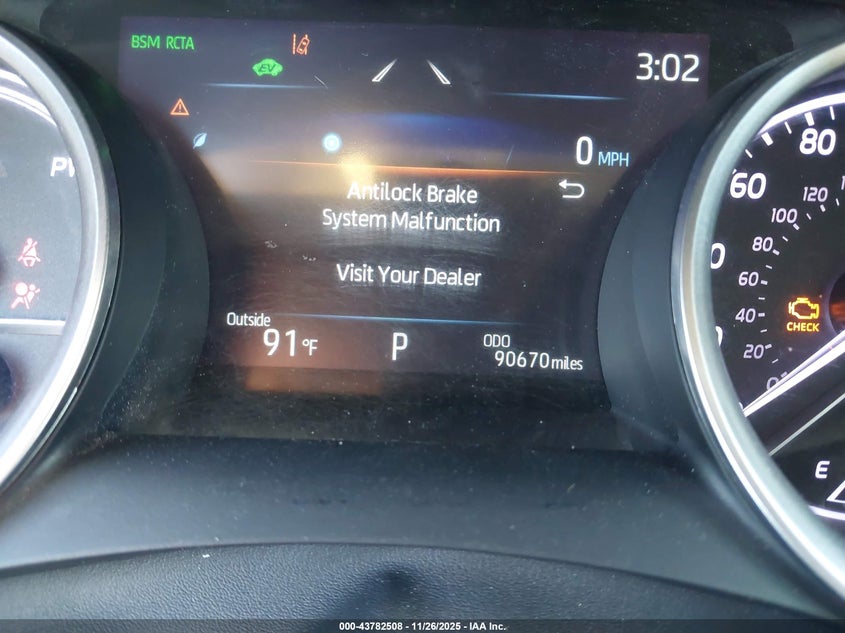 BSM RCTA
EV
3:02
0 MPH
Antilock Brake
System Malfunction
Visit Your Dealer
Outside
91°F
P
ODO
90670 miles
80
60
120
100
80
60
40
20
0
CHECK
E
000-43782508 - 11/26/2025 - IAA Inc.